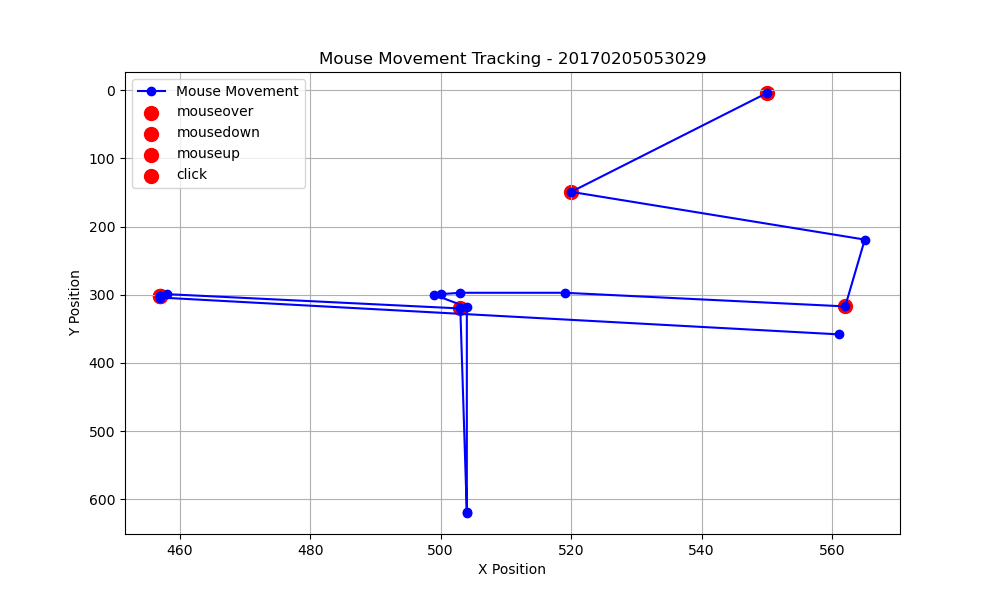 Mouse Movement Tracking - 20170205053029
Mouse Movement
mouseover
mousedown
mouseup
click
0
100
200
300
400
500
600
Y Position
460
480
500
520
540
560
X Position